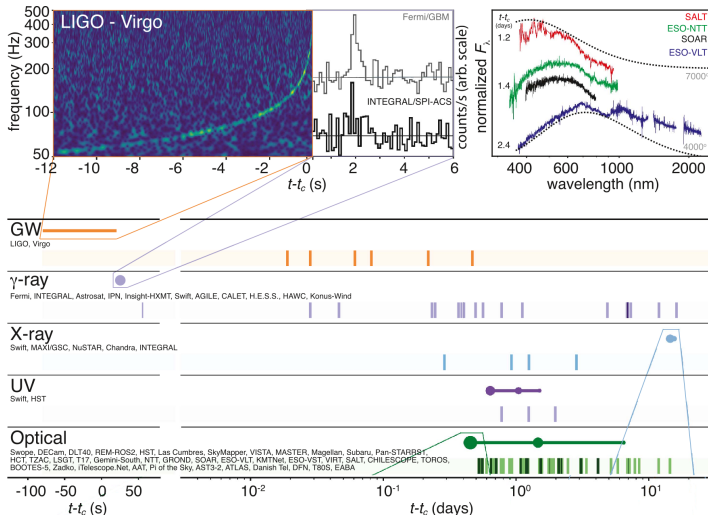 LIGO - Virgo
frequency (Hz)
500
400
300
200
100
50
-12 -10 -8 -6 -4 -2 0
t-tc (s)
Fermi/GBM
INTEGRAL/SPI-ACS
counts/s (arb. scale)
0 2 4 6
normalized Fλ
t-tc
(days)
1.2
1.4
2.4
SALT
ESO-NTT
SOAR
ESO-VLT
7000°
4000°
400 600 1000 2000
wavelength (nm)
GW
LIGO, Virgo
γ-ray
Fermi, INTEGRAL, Astrosat, IPN, Insight-HXMT, Swift, AGILE, CALET, H.E.S.S., HAWC, Konus-Wind
X-ray
Swift, MAXI/GSC, NuSTAR, Chandra, INTEGRAL
UV
Swift, HST
Optical
Swope, DECam, DLT40, REM-ROS2, HST, Las Cumbres, SkyMapper, VISTA, MASTER, Magellan, Subaru, Pan-STARRS1,
HCT, TZAC, LSGT, T17, Gemini-South, NTT, GROND, SOAR, ESO-VLT, KMTNet, ESO-VST, VIRT, SALT, CHILESCOPE, TOROS,
BOOTES-5, Zadko, iTelescope.Net, AAT, Pi of the Sky, AST3-2, ATLAS, Danish Tel, DFN, T80S, EABA
-100 -50 0 50
t-tc (s)
10-2 10-1 100 101
t-tc (days)